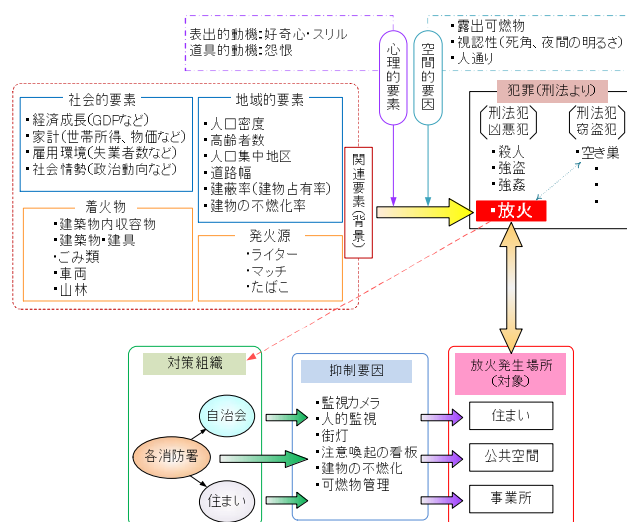 表出的動機:好奇心・スリル
道具的動機:怨恨
心理的要素
空間的要因
▪露出可燃物
▪視認性(死角、夜間の明るさ)
▪人通り
社会的要素
▪経済成長(GDPなど)
▪家計(世帯所得、物価など)
▪雇用環境(失業者数など)
▪社会情勢(政治動向など)
地域的要素
▪人口密度
▪高齢者数
▪人口集中地区
▪道路幅
▪建蔽率(建物占有率)
▪建物の不燃化率
着火物
▪建築物内収容物
▪建築物・建具
▪ごみ類
▪車両
▪山林
発火源
▪ライター
▪マッチ
▪たばこ
関連要素(背景)
犯罪(刑法より)
刑法犯
凶悪犯
▪殺人
▪強盗
▪強姦
▪放火
刑法犯
窃盗犯
▪空き巣
▪
▪
▪
対策組織
自治会
各消防署
住まい
抑制要因
▪監視カメラ
▪人的監視
▪街灯
▪注意喚起の看板
▪建物の不燃化
▪可燃物管理
放火発生場所
(対象)
住まい
公共空間
事業所